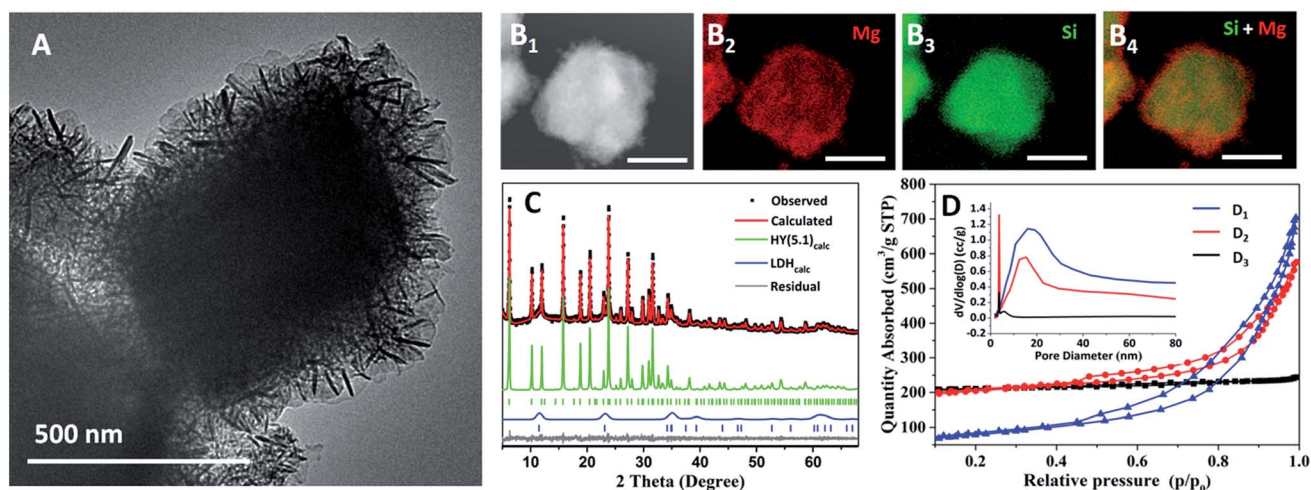 A
500 nm
B1
B2
Mg
B3
Si
B4
Si + Mg
C
Observed
Calculated
HY(5.1)calc
LDHcalc
Residual
10 20 30 40 50 60
2 Theta (Degree)
D
D1
D2
D3
Quantity Absorbed (cm³/g STP)
800
700
600
500
400
300
200
100
0.2 0.4 0.6 0.8 1.0
Relative pressure (p/p0)
dV/dlog(D) (cc/g)
1.4
1.2
1.0
0.8
0.6
0.4
0.2
0.0
0 20 40 60 80
Pore Diameter (nm)